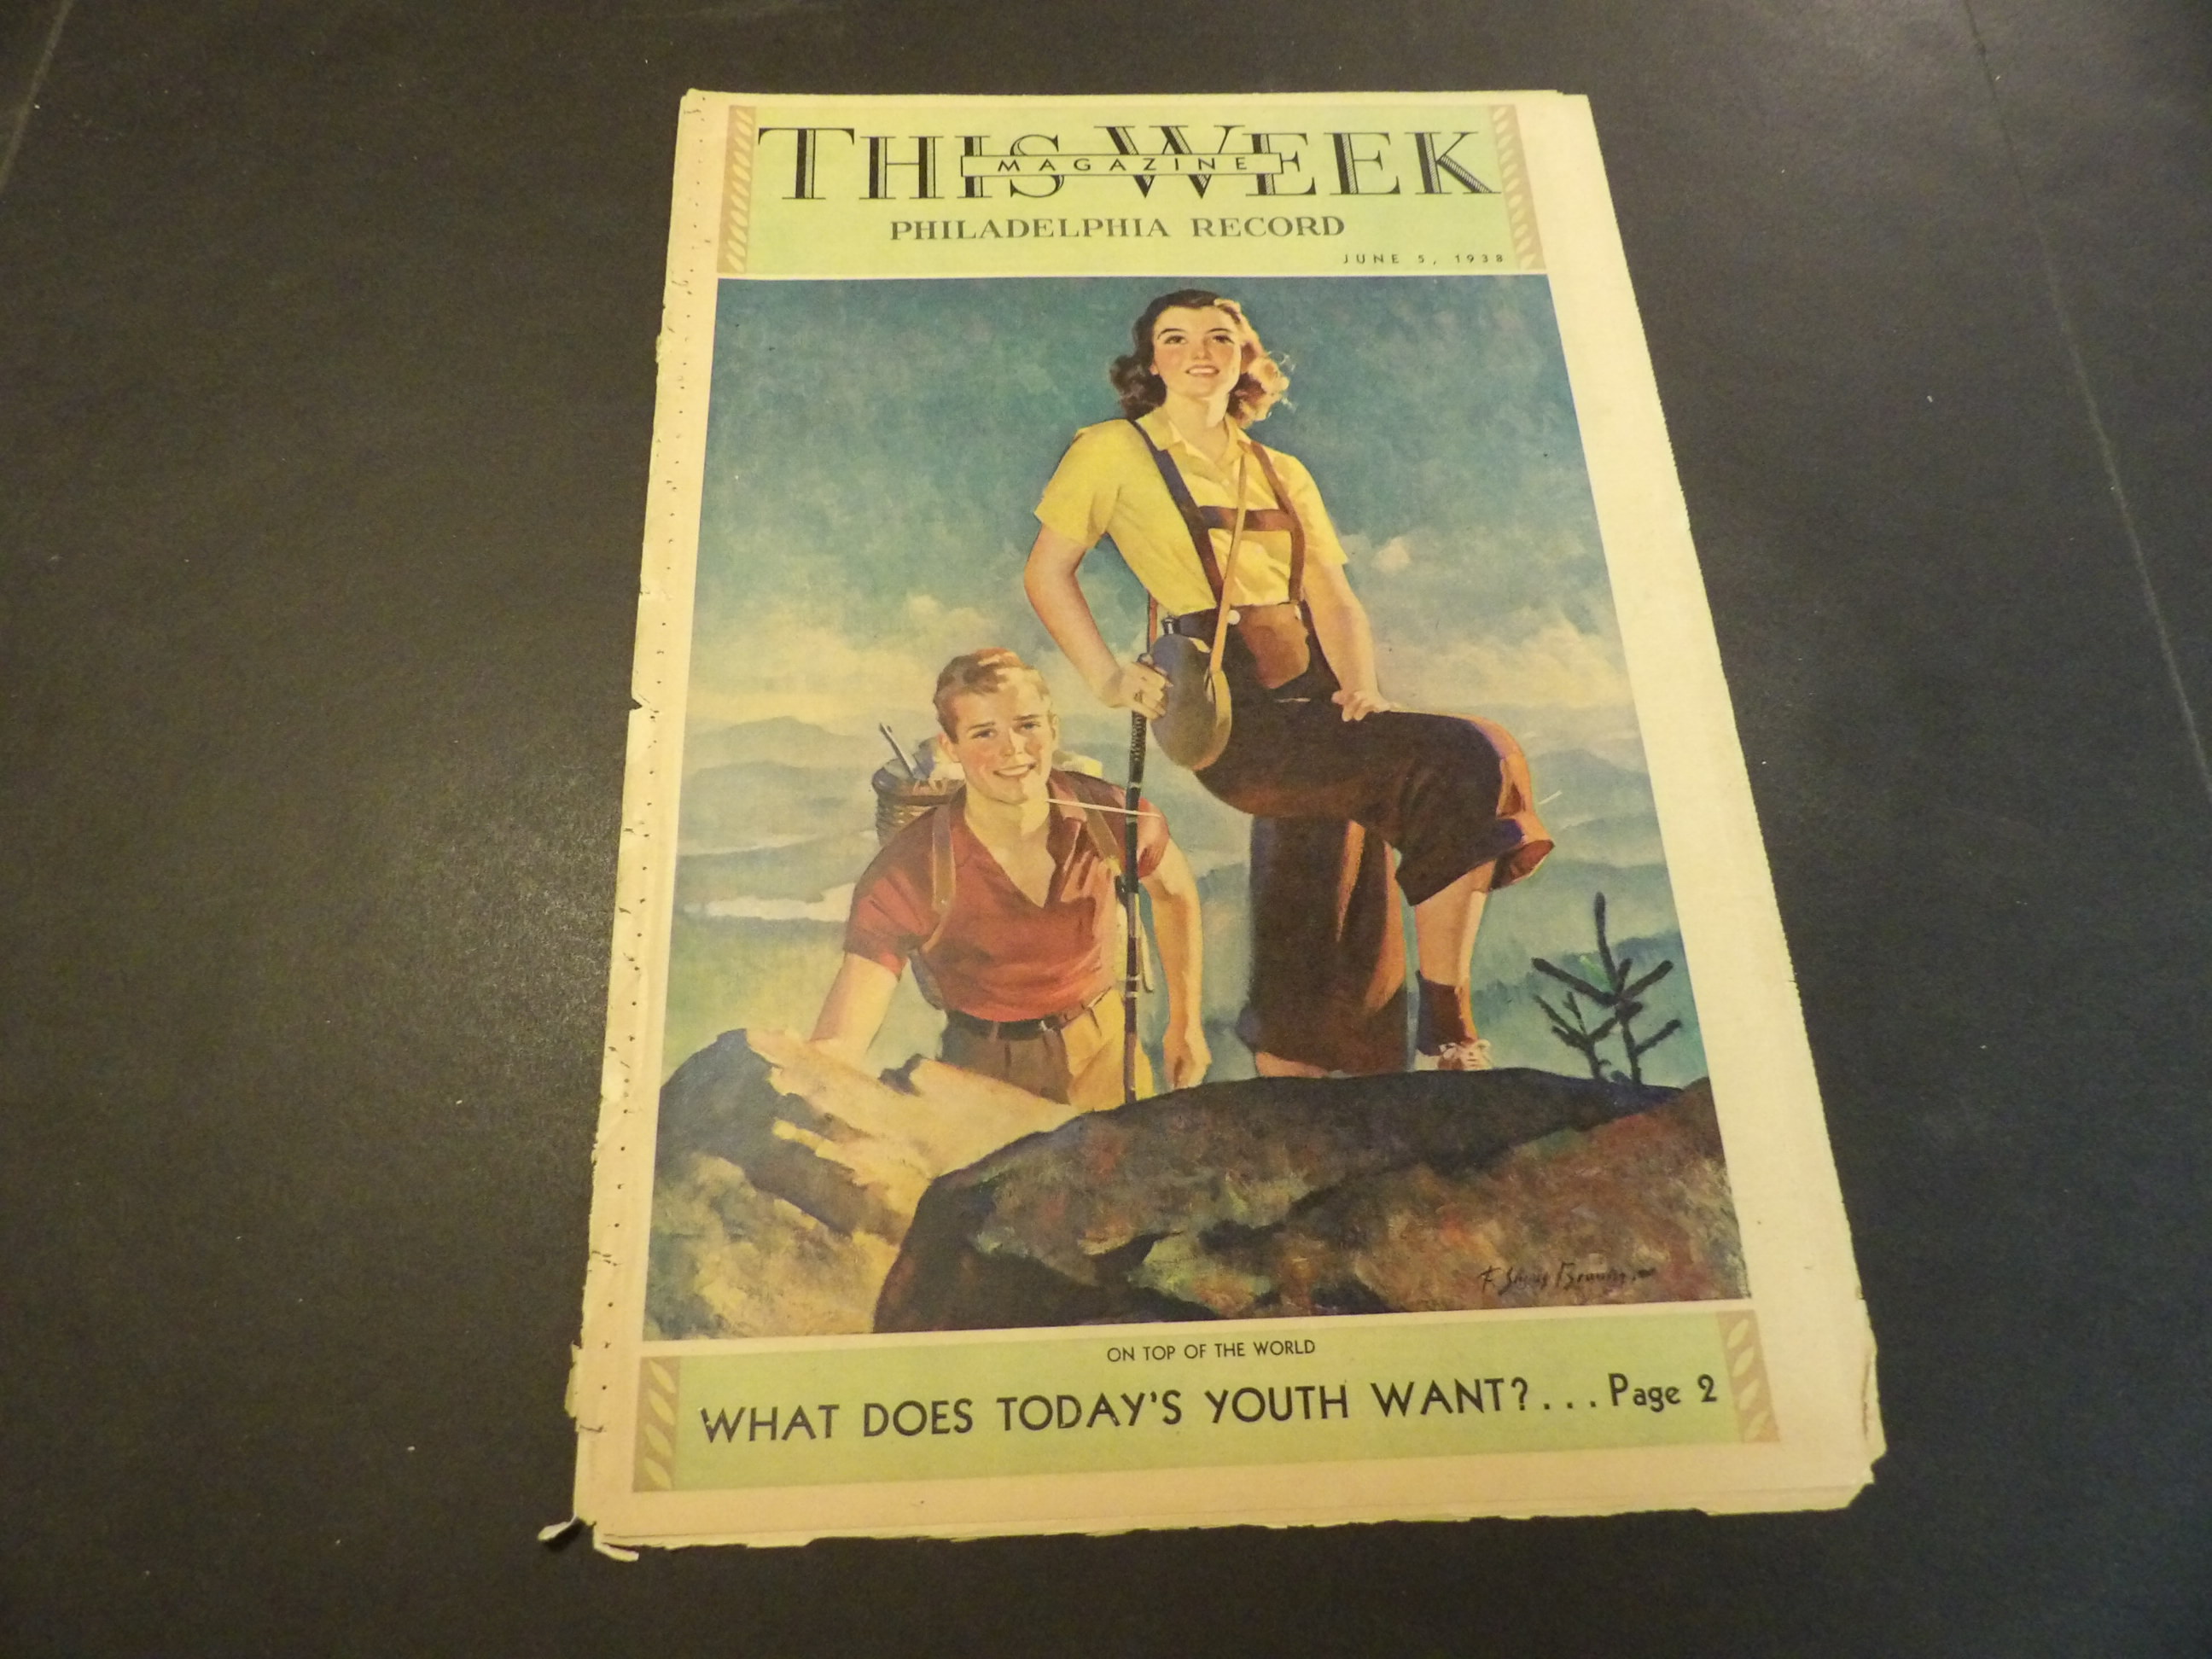 THIS WEEK
MAGAZINE
PHILADELPHIA RECORD
JUNE 5, 1938
ON TOP OF THE WORLD
WHAT DOES TODAY'S YOUTH WANT?... Page 2